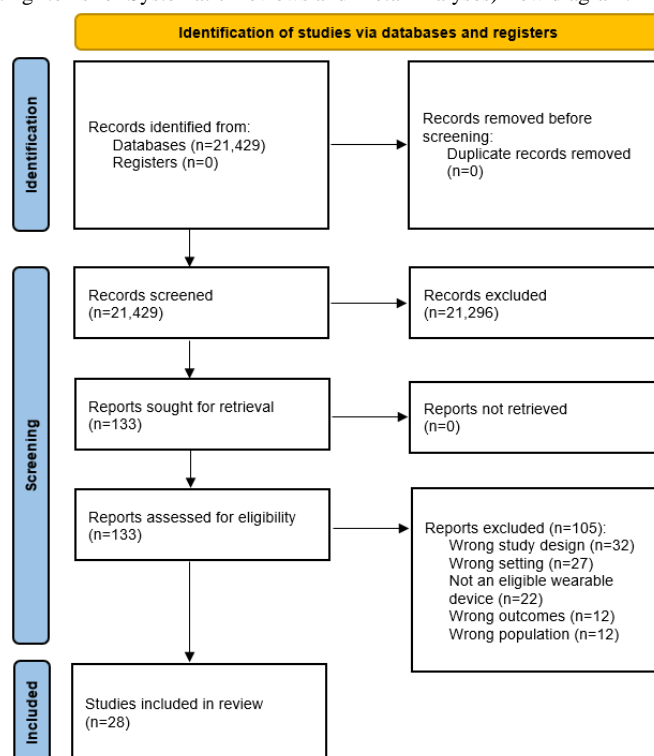 Identification of studies via databases and registers
Identification
Records identified from:
Databases (n=21,429)
Registers (n=0)
Records removed before
screening:
Duplicate records removed
(n=0)
Screening
Records screened
(n=21,429)
Records excluded
(n=21,296)
Reports sought for retrieval
(n=133)
Reports not retrieved
(n=0)
Reports assessed for eligibility
(n=133)
Reports excluded (n=105):
Wrong study design (n=32)
Wrong setting (n=27)
Not an eligible wearable
device (n=22)
Wrong outcomes (n=12)
Wrong population (n=12)
Included
Studies included in review
(n=28)